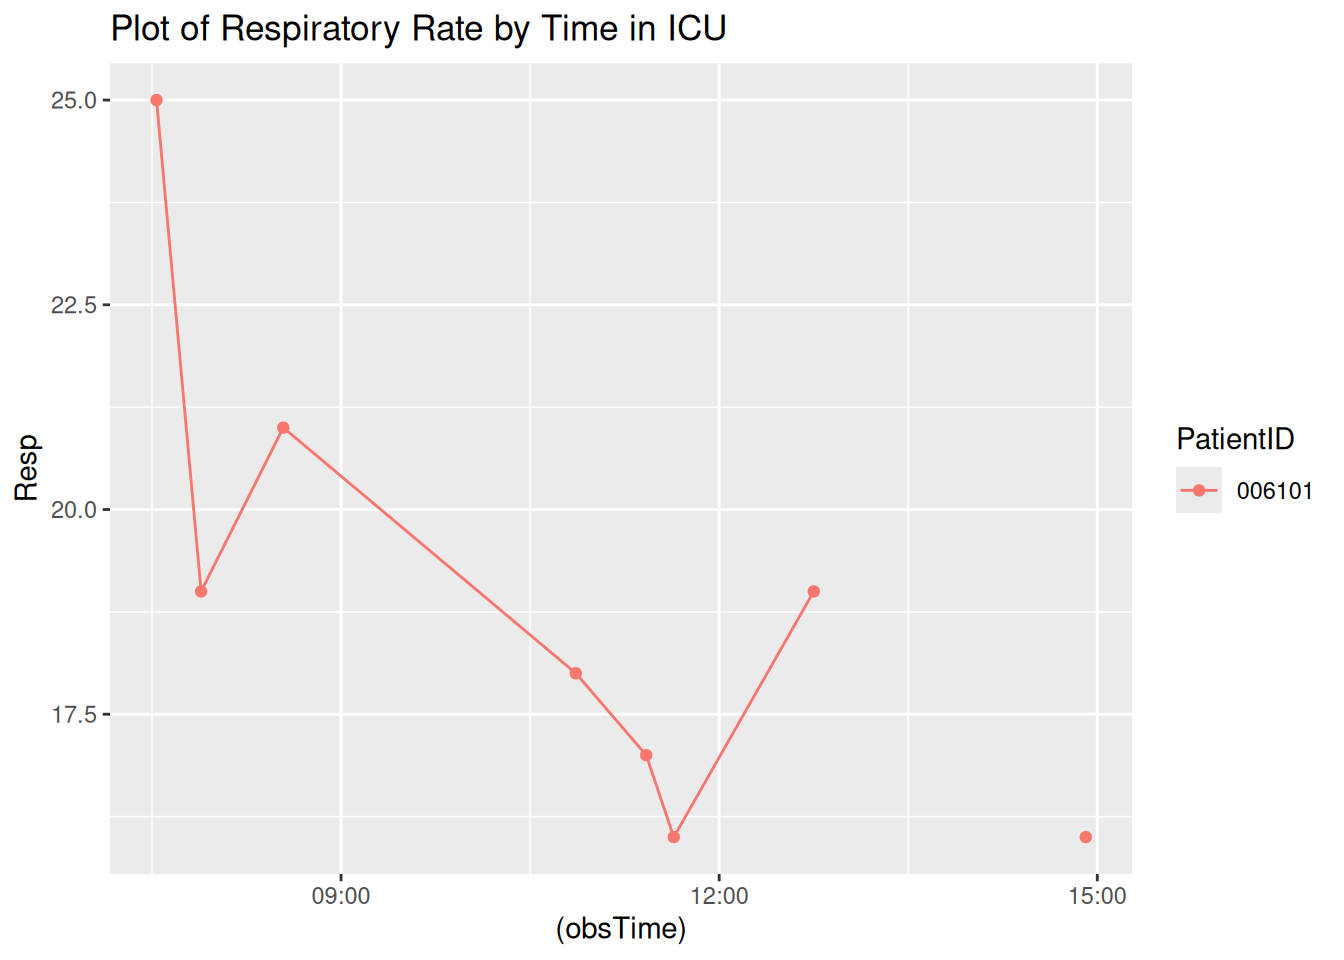 Plot of Respiratory Rate by Time in ICU
25.0
22.5
20.0
17.5
Resp
09:00
12:00
15:00
(obsTime)
PatientID
006101